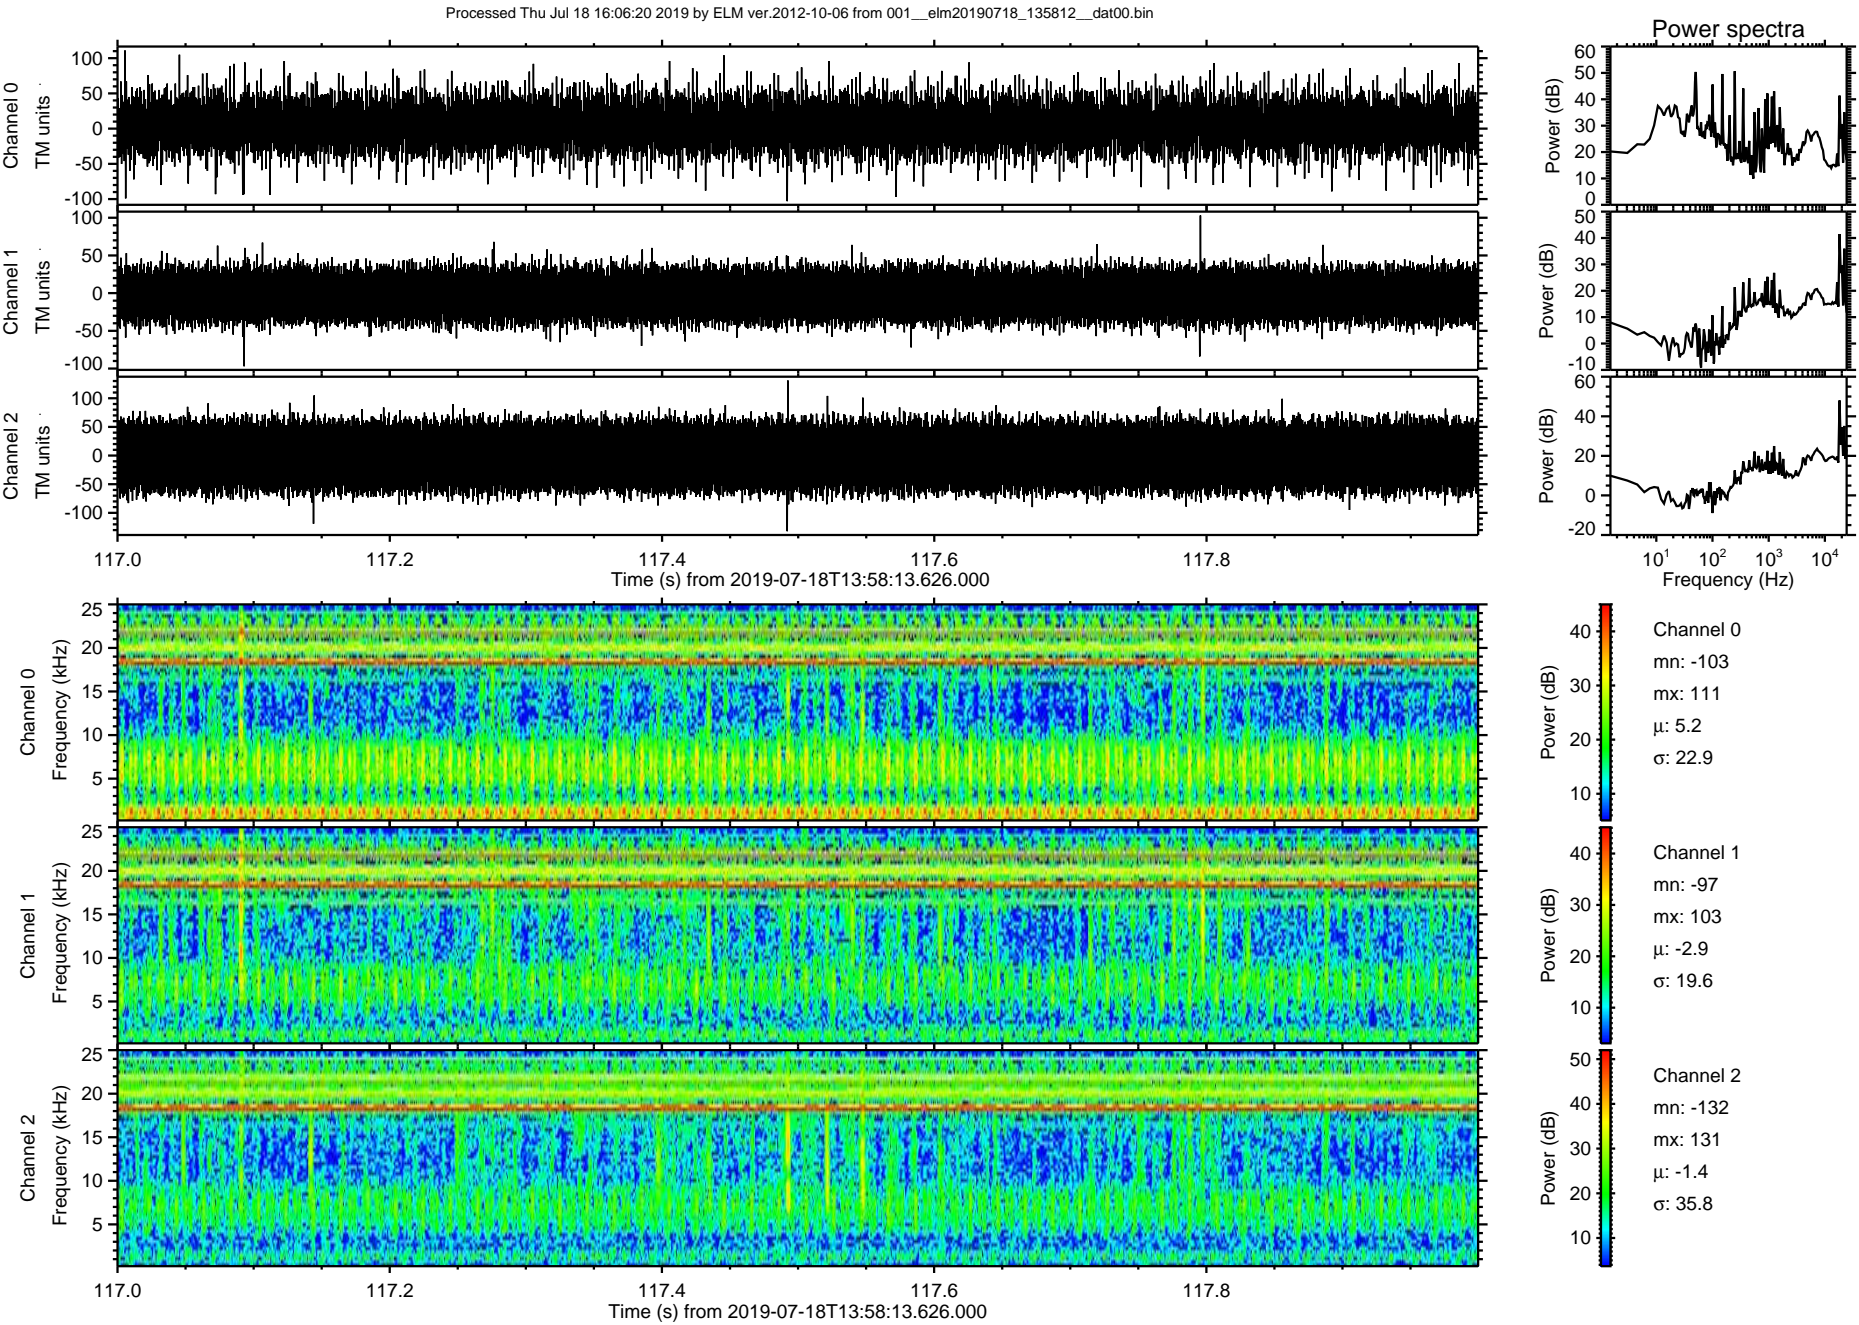 Processed Thu Jul 18 16:06:20 2019 by ELM ver.2012-10-06 from 001__elm20190718_135812__dat00.bin
Power spectra
Channel 0
TM units
100
50
0
-50
-100
Power (dB)
60
50
40
30
20
10
0
Channel 1
TM units
100
50
0
-50
-100
Power (dB)
50
40
30
20
10
0
-10
Channel 2
TM units
100
50
0
-50
-100
Power (dB)
60
40
20
0
-20
117.0 117.2 117.4 117.6 117.8
Time (s) from 2019-07-18T13:58:13.626.000
10¹ 10² 10³ 10⁴
Frequency (Hz)
Channel 0
Frequency (kHz)
25
20
15
10
5
Power (dB)
40
30
20
10
Channel 0
mn: -103
mx: 111
μ: 5.2
σ: 22.9
Channel 1
Frequency (kHz)
25
20
15
10
5
Power (dB)
40
30
20
10
Channel 1
mn: -97
mx: 103
μ: -2.9
σ: 19.6
Channel 2
Frequency (kHz)
25
20
15
10
5
Power (dB)
50
40
30
20
10
Channel 2
mn: -132
mx: 131
μ: -1.4
σ: 35.8
117.0 117.2 117.4 117.6 117.8
Time (s) from 2019-07-18T13:58:13.626.000